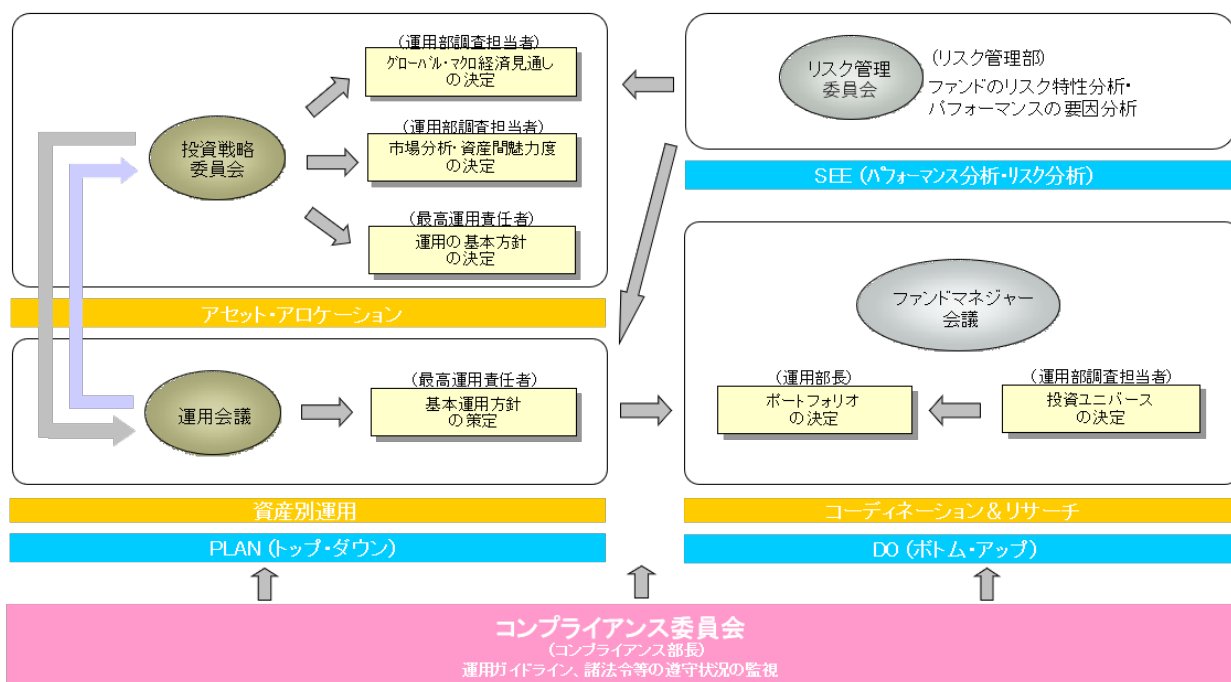 (運用部調査担当者)
グローバル・マクロ経済見通し
の決定
投資戦略
委員会
(運用部調査担当者)
市場分析・資産間魅力度
の決定
(最高運用責任者)
運用の基本方針
の決定
アセット・アロケーション
リスク管理
委員会
(リスク管理部)
ファンドのリスク特性分析・
パフォーマンスの要因分析
SEE (パフォーマンス分析・リスク分析)
運用会議
(最高運用責任者)
基本運用方針
の策定
資産別運用
PLAN (トップ・ダウン)
ファンドマネジャー
会議
(運用部長)
ポートフォリオ
の決定
(運用部調査担当者)
投資ユニバース
の決定
コーディネーション&リサーチ
DO (ボトム・アップ)
コンプライアンス委員会
(コンプライアンス部長)
運用ガイドライン、諸法令等の遵守状況の監視